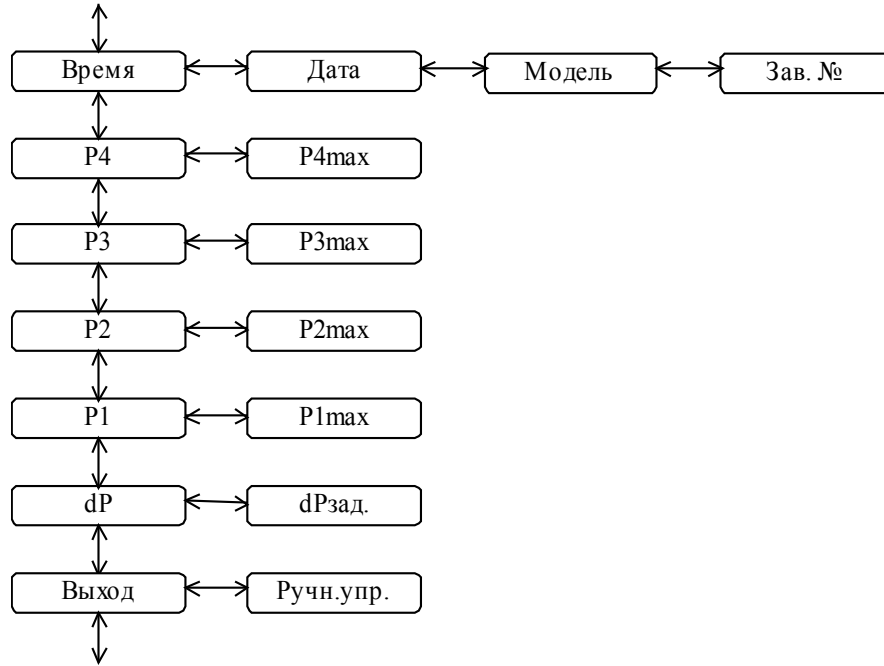 Время
Дата
Модель
Зав. №
P4
P4max
P3
P3max
P2
P2max
P1
P1max
dP
dPзад.
Выход
Ручн.упр.